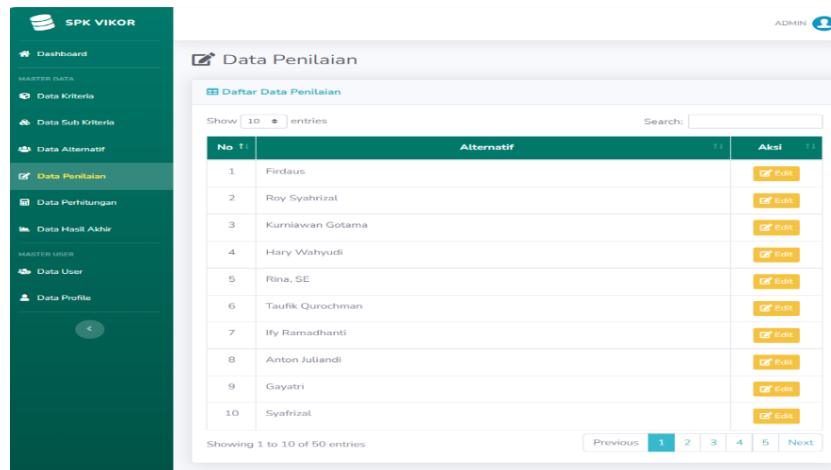 SPK VIKOR
ADMIN
Dashboard
MASTER DATA
Data Kriteria
Data Sub Kriteria
Data Alternatif
Data Penilaian
Data Perhitungan
Data Hasil Akhir
MASTER USER
Data User
Data Profile
<
Data Penilaian
Daftar Data Penilaian
Show 10 entries Search:
No Alternatif Aksi
1 Firdaus Edit
2 Roy Syahrizal Edit
3 Kurniawan Gotama Edit
4 Hary Wahyudi Edit
5 Rina, SE Edit
6 Taufik Qurochman Edit
7 Ify Ramadhanti Edit
8 Anton Juliandi Edit
9 Gayatri Edit
10 Syafrizal Edit
Showing 1 to 10 of 50 entries Previous 1 2 3 4 5 Next